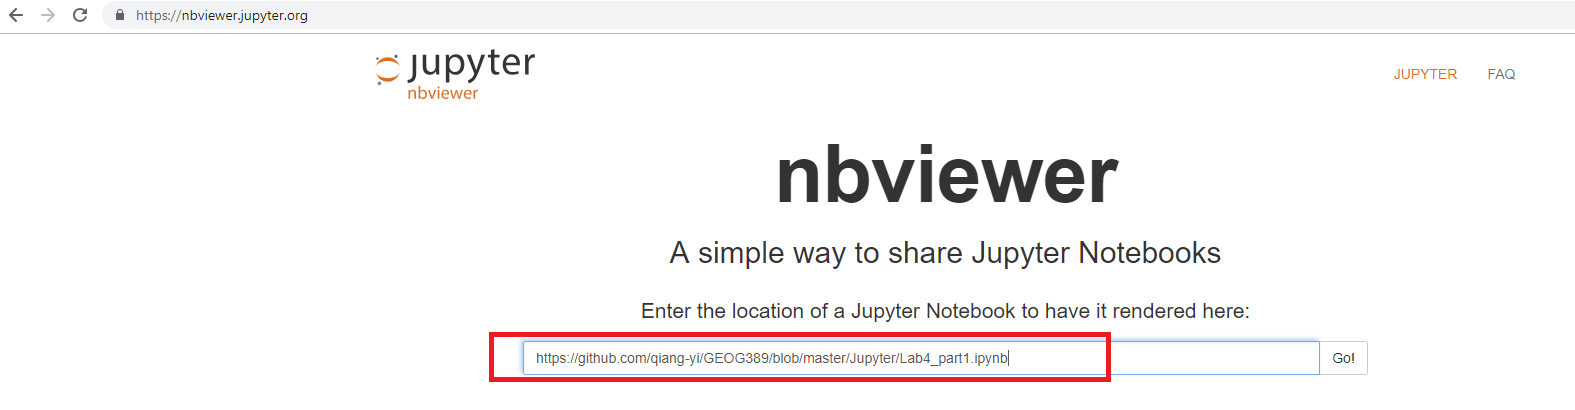 https://nbviewer.jupyter.org
jupyter
nbviewer
JUPYTER FAQ
nbviewer
A simple way to share Jupyter Notebooks
Enter the location of a Jupyter Notebook to have it rendered here:
https://github.com/qiang-yi/GEOG389/blob/master/Jupyter/Lab4_part1.ipynb Go!